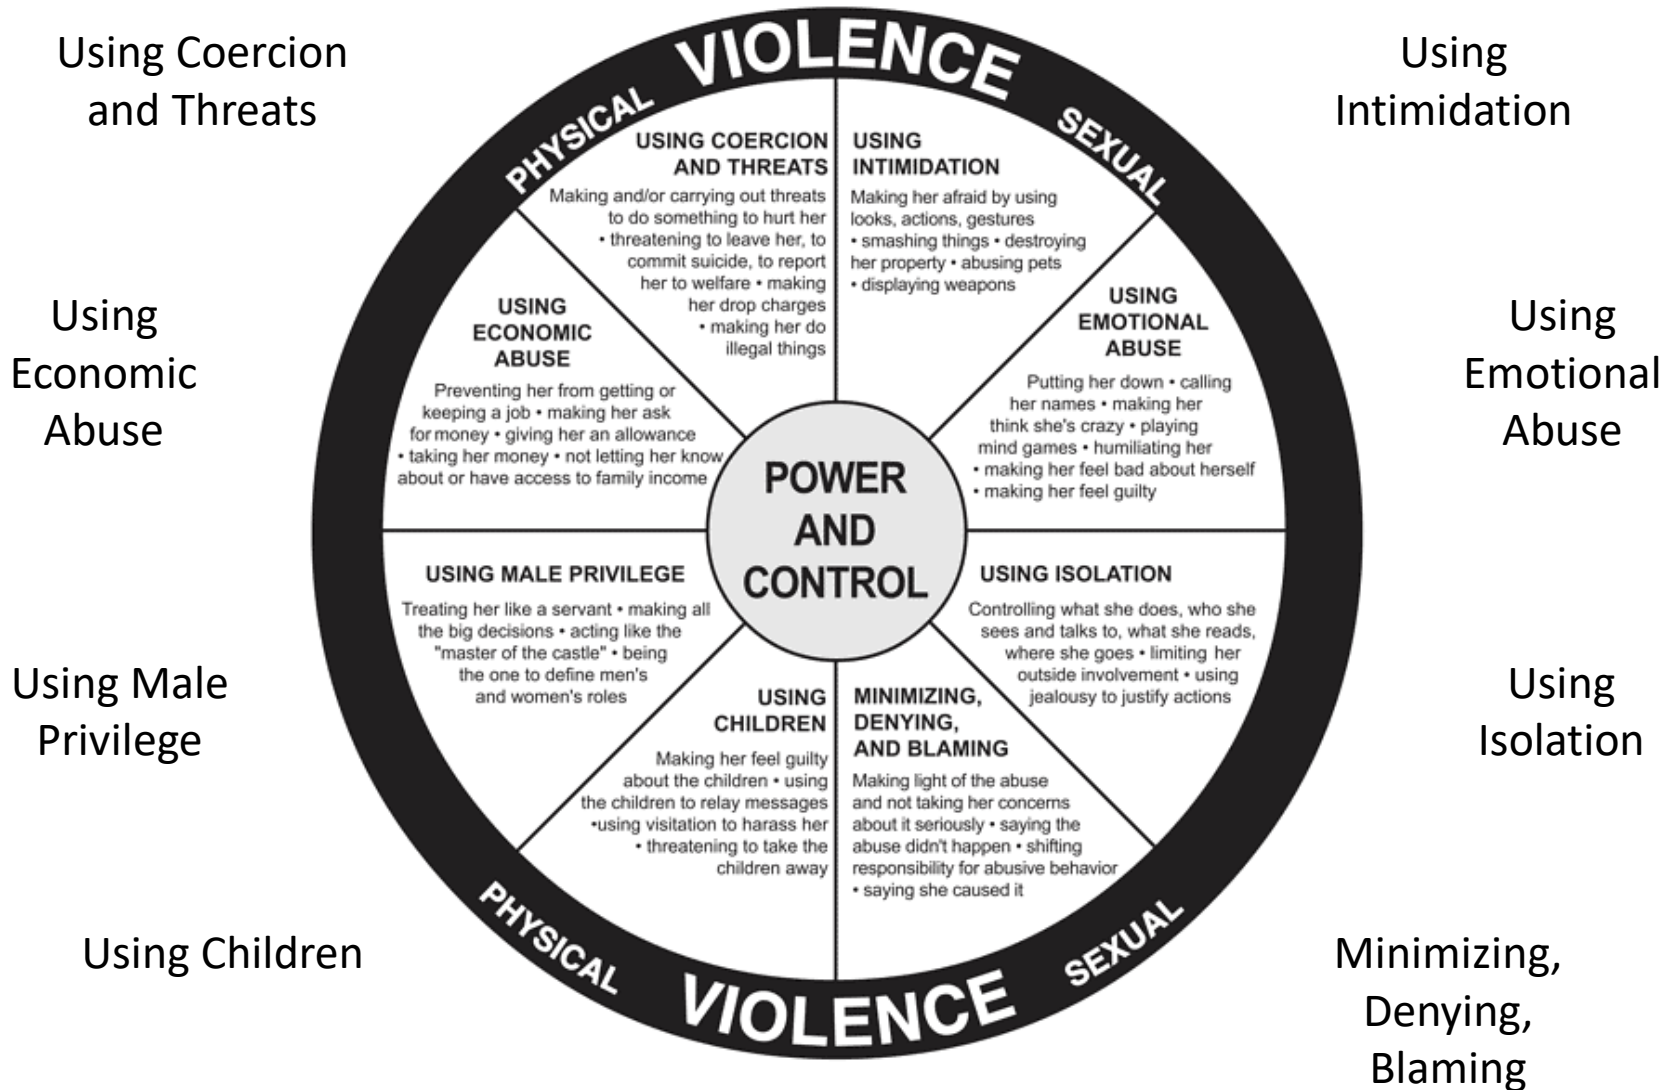 Using Coercion
and Threats
Using
Economic
Abuse
Using Male
Privilege
Using Children
PHYSICAL VIOLENCE SEXUAL
USING COERCION
AND THREATS
Making and/or carrying out threats
to do something to hurt her
• threatening to leave her, to
commit suicide, to report
her to welfare • making
her drop charges
• making her do
illegal things
USING
INTIMIDATION
Making her afraid by using
looks, actions, gestures
• smashing things • destroying
her property • abusing pets
• displaying weapons
USING
ECONOMIC
ABUSE
Preventing her from getting or
keeping a job • making her ask
for money • giving her an allowance
• taking her money • not letting her know
about or have access to family income
USING
EMOTIONAL
ABUSE
Putting her down • calling
her names • making her
think she's crazy • playing
mind games • humiliating her
• making her feel bad about herself
• making her feel guilty
POWER
AND
CONTROL
USING MALE PRIVILEGE
Treating her like a servant • making all
the big decisions • acting like the
"master of the castle" • being
the one to define men's
and women's roles
USING ISOLATION
Controlling what she does, who she
sees and talks to, what she reads,
where she goes • limiting her
outside involvement • using
jealousy to justify actions
USING
CHILDREN
Making her feel guilty
about the children • using
the children to relay messages
•using visitation to harass her
• threatening to take the
children away
MINIMIZING,
DENYING,
AND BLAMING
Making light of the abuse
and not taking her concerns
about it seriously • saying the
abuse didn't happen • shifting
responsibility for abusive behavior
• saying she caused it
PHYSICAL VIOLENCE SEXUAL
Using
Intimidation
Using
Emotional
Abuse
Using
Isolation
Minimizing,
Denying,
Blaming